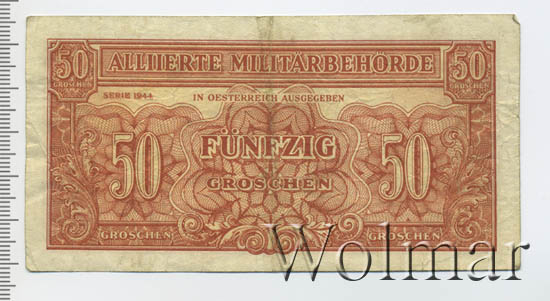 50 ALLIIERTE MILITÄRBEHÖRDE 50
GROSCHEN GROSCHEN
SERIE 1944 IN OESTERREICH AUSGEGEBEN
50 FÜNFZIG 50
GROSCHEN
GROSCHEN GROSCHEN
Wolmar